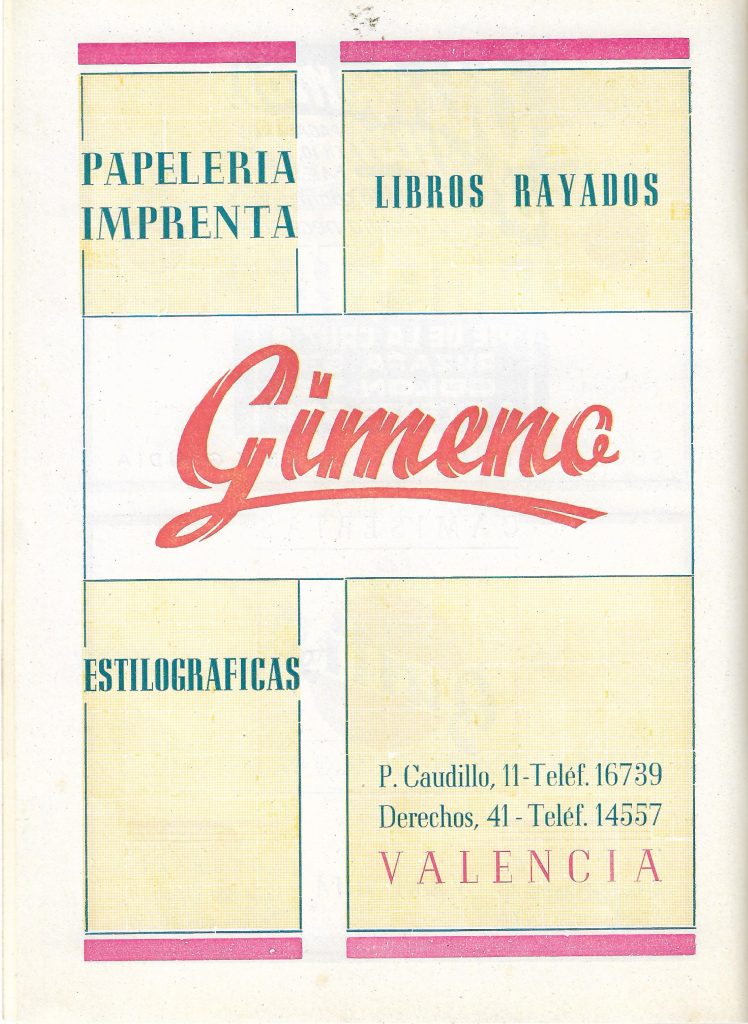 PAPELERIA
IMPRENTA
LIBROS RAYADOS
Gimeno
ESTILOGRAFICAS
P. Caudillo, 11-Teléf. 16739
Derechos, 41 - Teléf. 14557
VALENCIA